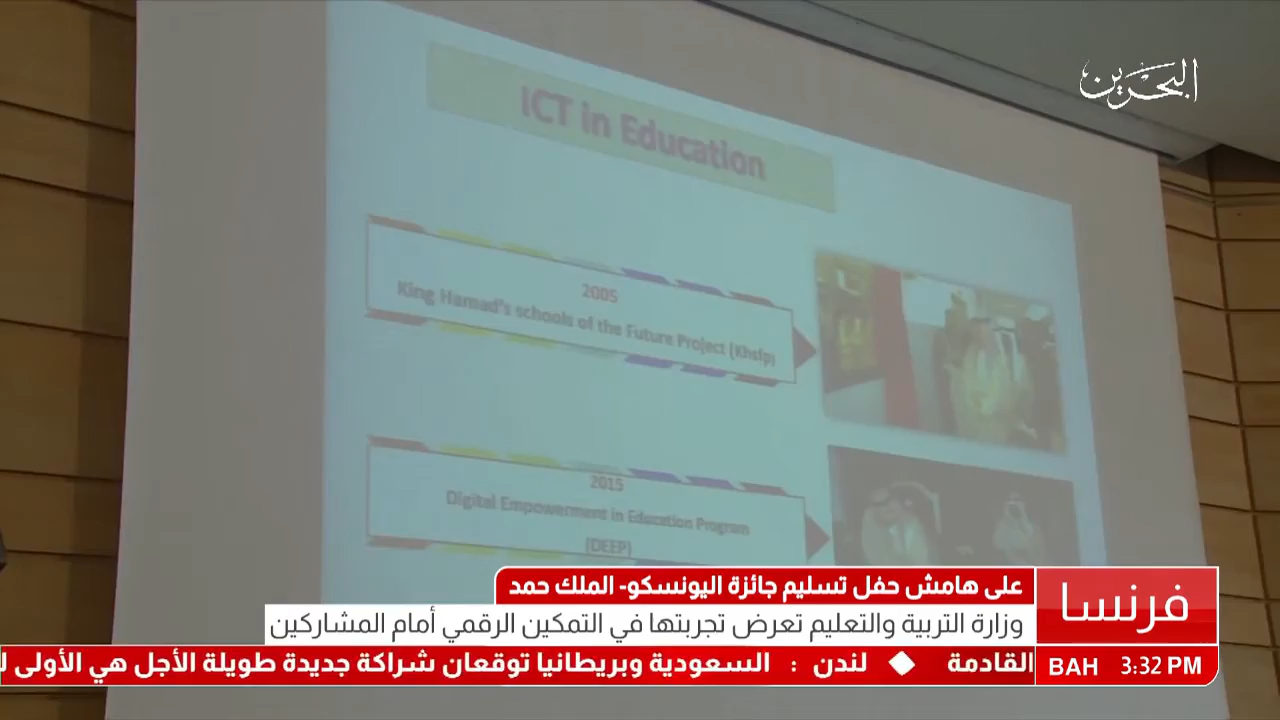 البحرين
ICT in Education
2005
King Hamad's schools of the Future Project (Khsfp)
2015
Digital Empowerment in Education Program
(DEEP)
على هامش حفل تسليم جائزة اليونسكو- الملك حمد
فرنسا
وزارة التربية والتعليم تعرض تجربتها في التمكين الرقمي أمام المشاركين
القادمة ◆ لندن : السعودية وبريطانيا توقعان شراكة جديدة طويلة الأجل هي الأولى
BAH 3:32 PM